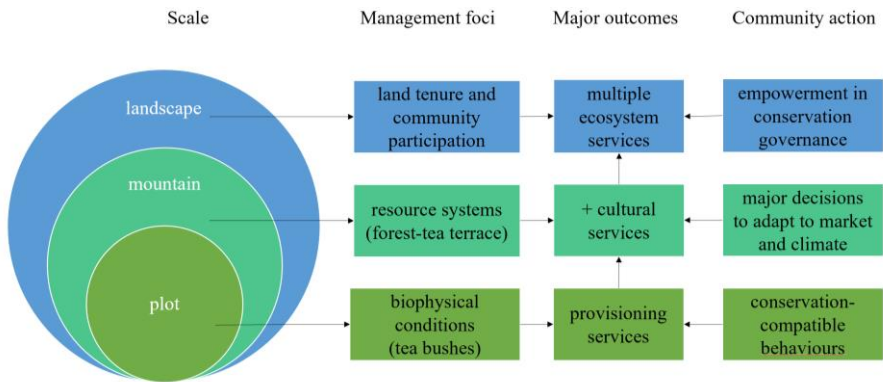 Scale
Management foci
Major outcomes
Community action
landscape
land tenure and
community
participation
multiple
ecosystem
services
empowerment in
conservation
governance
mountain
resource systems
(forest-tea terrace)
+ cultural
services
major decisions
to adapt to market
and climate
plot
biophysical
conditions
(tea bushes)
provisioning
services
conservation-
compatible
behaviours